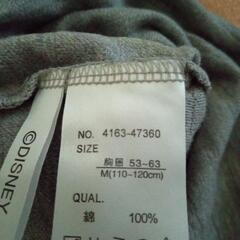 NO. 4163-47360
SIZE
胸囲 53~63
M(110~120cm)
QUAL.
綿 100%
©DISNEY